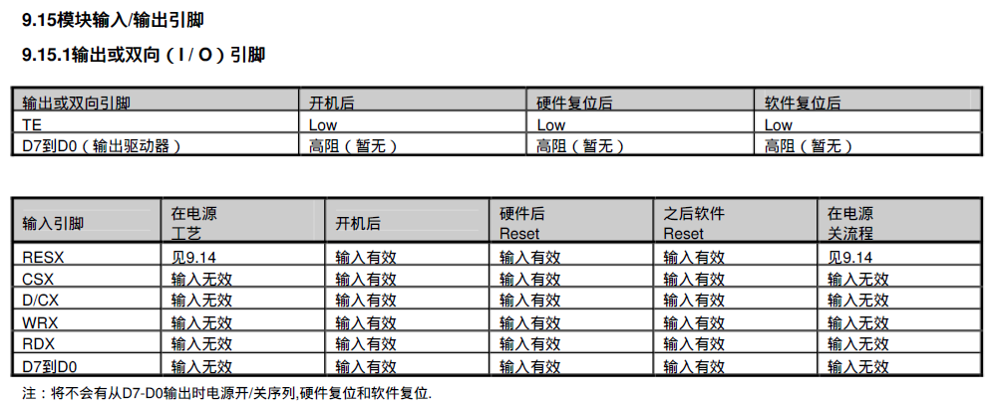 9.15模块输入/输出引脚
9.15.1输出或双向（I / O）引脚
输出或双向引脚 开机后 硬件复位后 软件复位后
TE Low Low Low
D7到D0（输出驱动器） 高阻（暂无） 高阻（暂无） 高阻（暂无）
输入引脚 在电源工艺 开机后 硬件后Reset 之后软件Reset 在电源关流程
RESX 见9.14 输入有效 输入有效 输入有效 见9.14
CSX 输入无效 输入有效 输入有效 输入有效 输入无效
D/CX 输入无效 输入有效 输入有效 输入有效 输入无效
WRX 输入无效 输入有效 输入有效 输入有效 输入无效
RDX 输入无效 输入有效 输入有效 输入有效 输入无效
D7到D0 输入无效 输入有效 输入有效 输入有效 输入无效
注：将不会有从D7-D0输出时电源开/关序列,硬件复位和软件复位.